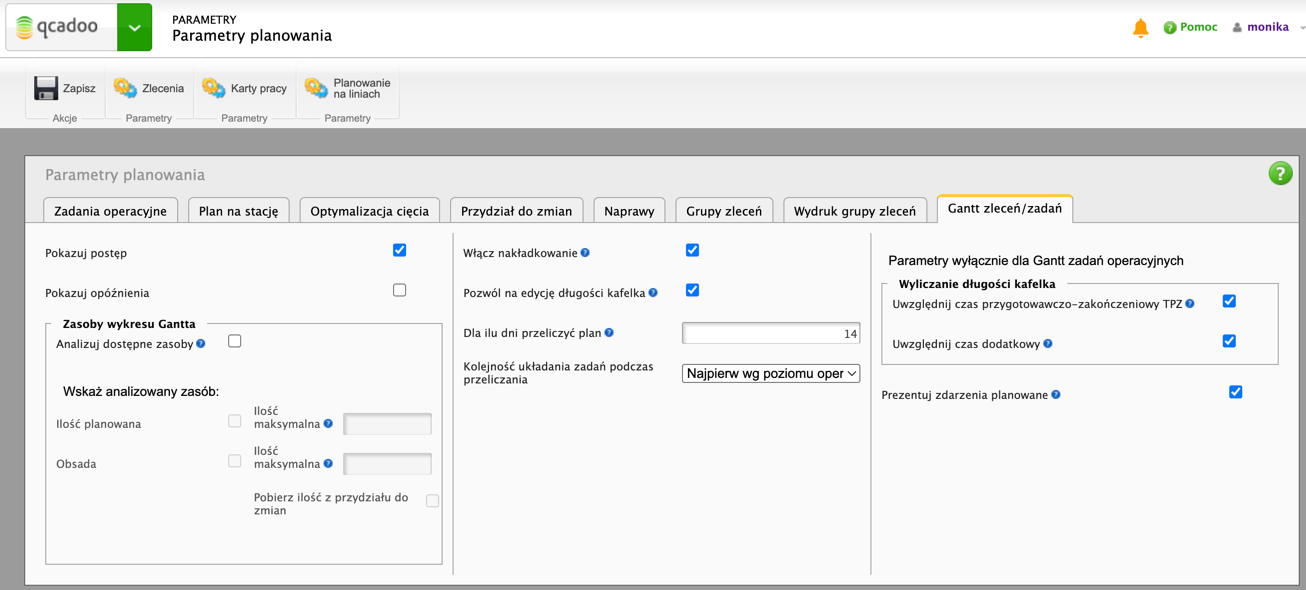 qcadoo
PARAMETRY
Parametry planowania
Pomoc
monika
Zapisz
Akcje
Zlecenia
Parametry
Karty pracy
Parametry
Planowanie
na liniach
Parametry
Parametry planowania
Zadania operacyjne
Plan na stację
Optymalizacja cięcia
Przydział do zmian
Naprawy
Grupy zleceń
Wydruk grupy zleceń
Gantt zleceń/zadań
Pokazuj postęp
Pokazuj opóźnienia
Zasoby wykresu Gantta
Analizuj dostępne zasoby
Wskaż analizowany zasób:
Ilość planowana
Ilość
maksymalna
Obsada
Ilość
maksymalna
Pobierz ilość z przydziału do
zmian
Włącz nakładkowanie
Pozwól na edycję długości kafelka
Dla ilu dni przeliczyć plan
14
Kolejność układania zadań podczas
przeliczania
Najpierw wg poziomu oper
Parametry wyłącznie dla Gantt zadań operacyjnych
Wyliczanie długości kafelka
Uwzględnij czas przygotowawczo-zakończeniowy TPZ
Uwzględnij czas dodatkowy
Prezentuj zdarzenia planowane